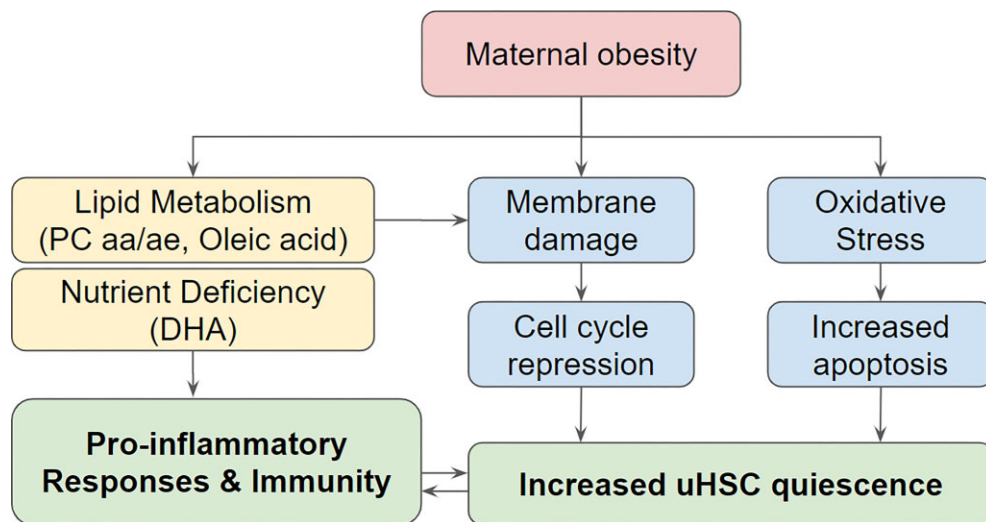 Maternal obesity
Lipid Metabolism
(PC aa/ae, Oleic acid)
Membrane
damage
Oxidative
Stress
Nutrient Deficiency
(DHA)
Cell cycle
repression
Increased
apoptosis
Pro-inflammatory
Responses & Immunity
Increased uHSC quiescence